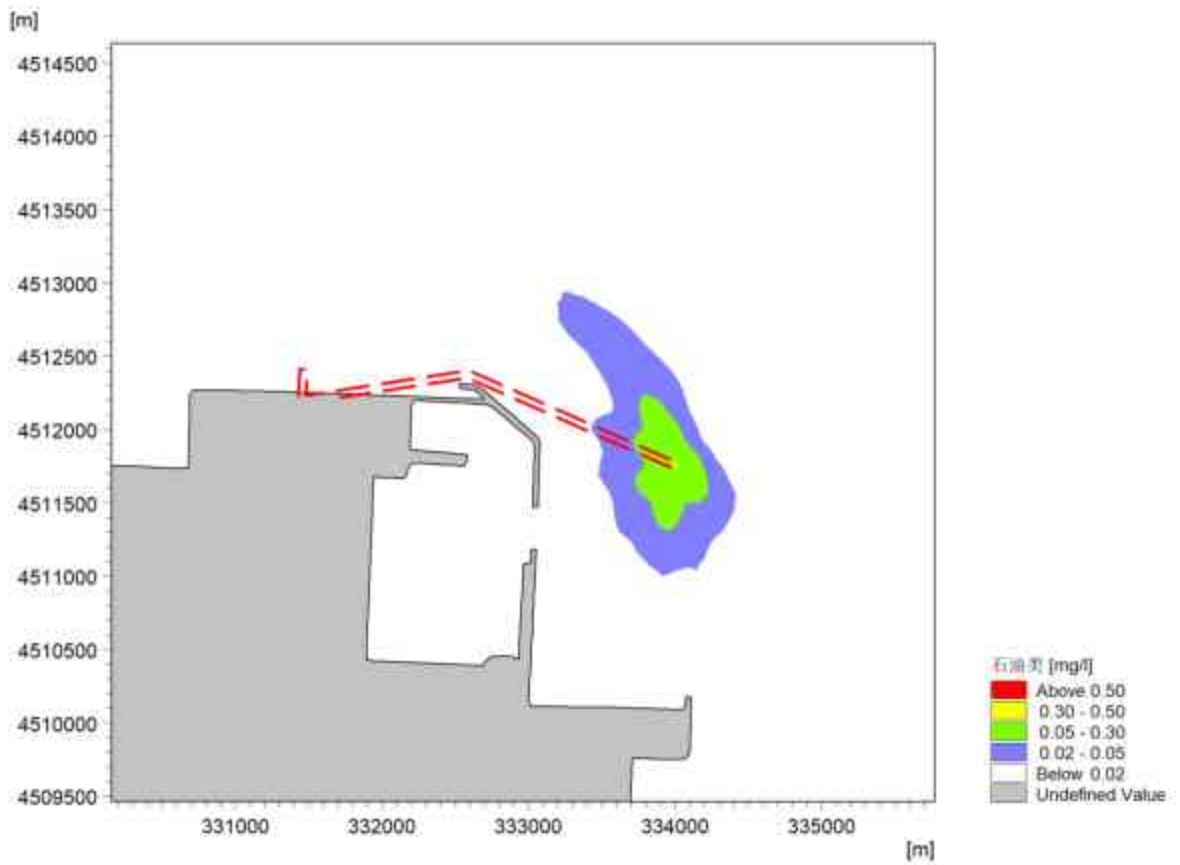 [m]
4514500
4514000
4513500
4513000
4512500
4512000
4511500
4511000
4510500
4510000
4509500
331000 332000 333000 334000 335000
[m]
石油类 [mg/l]
Above 0.50
0.30 - 0.50
0.05 - 0.30
0.02 - 0.05
Below 0.02
Undefined Value